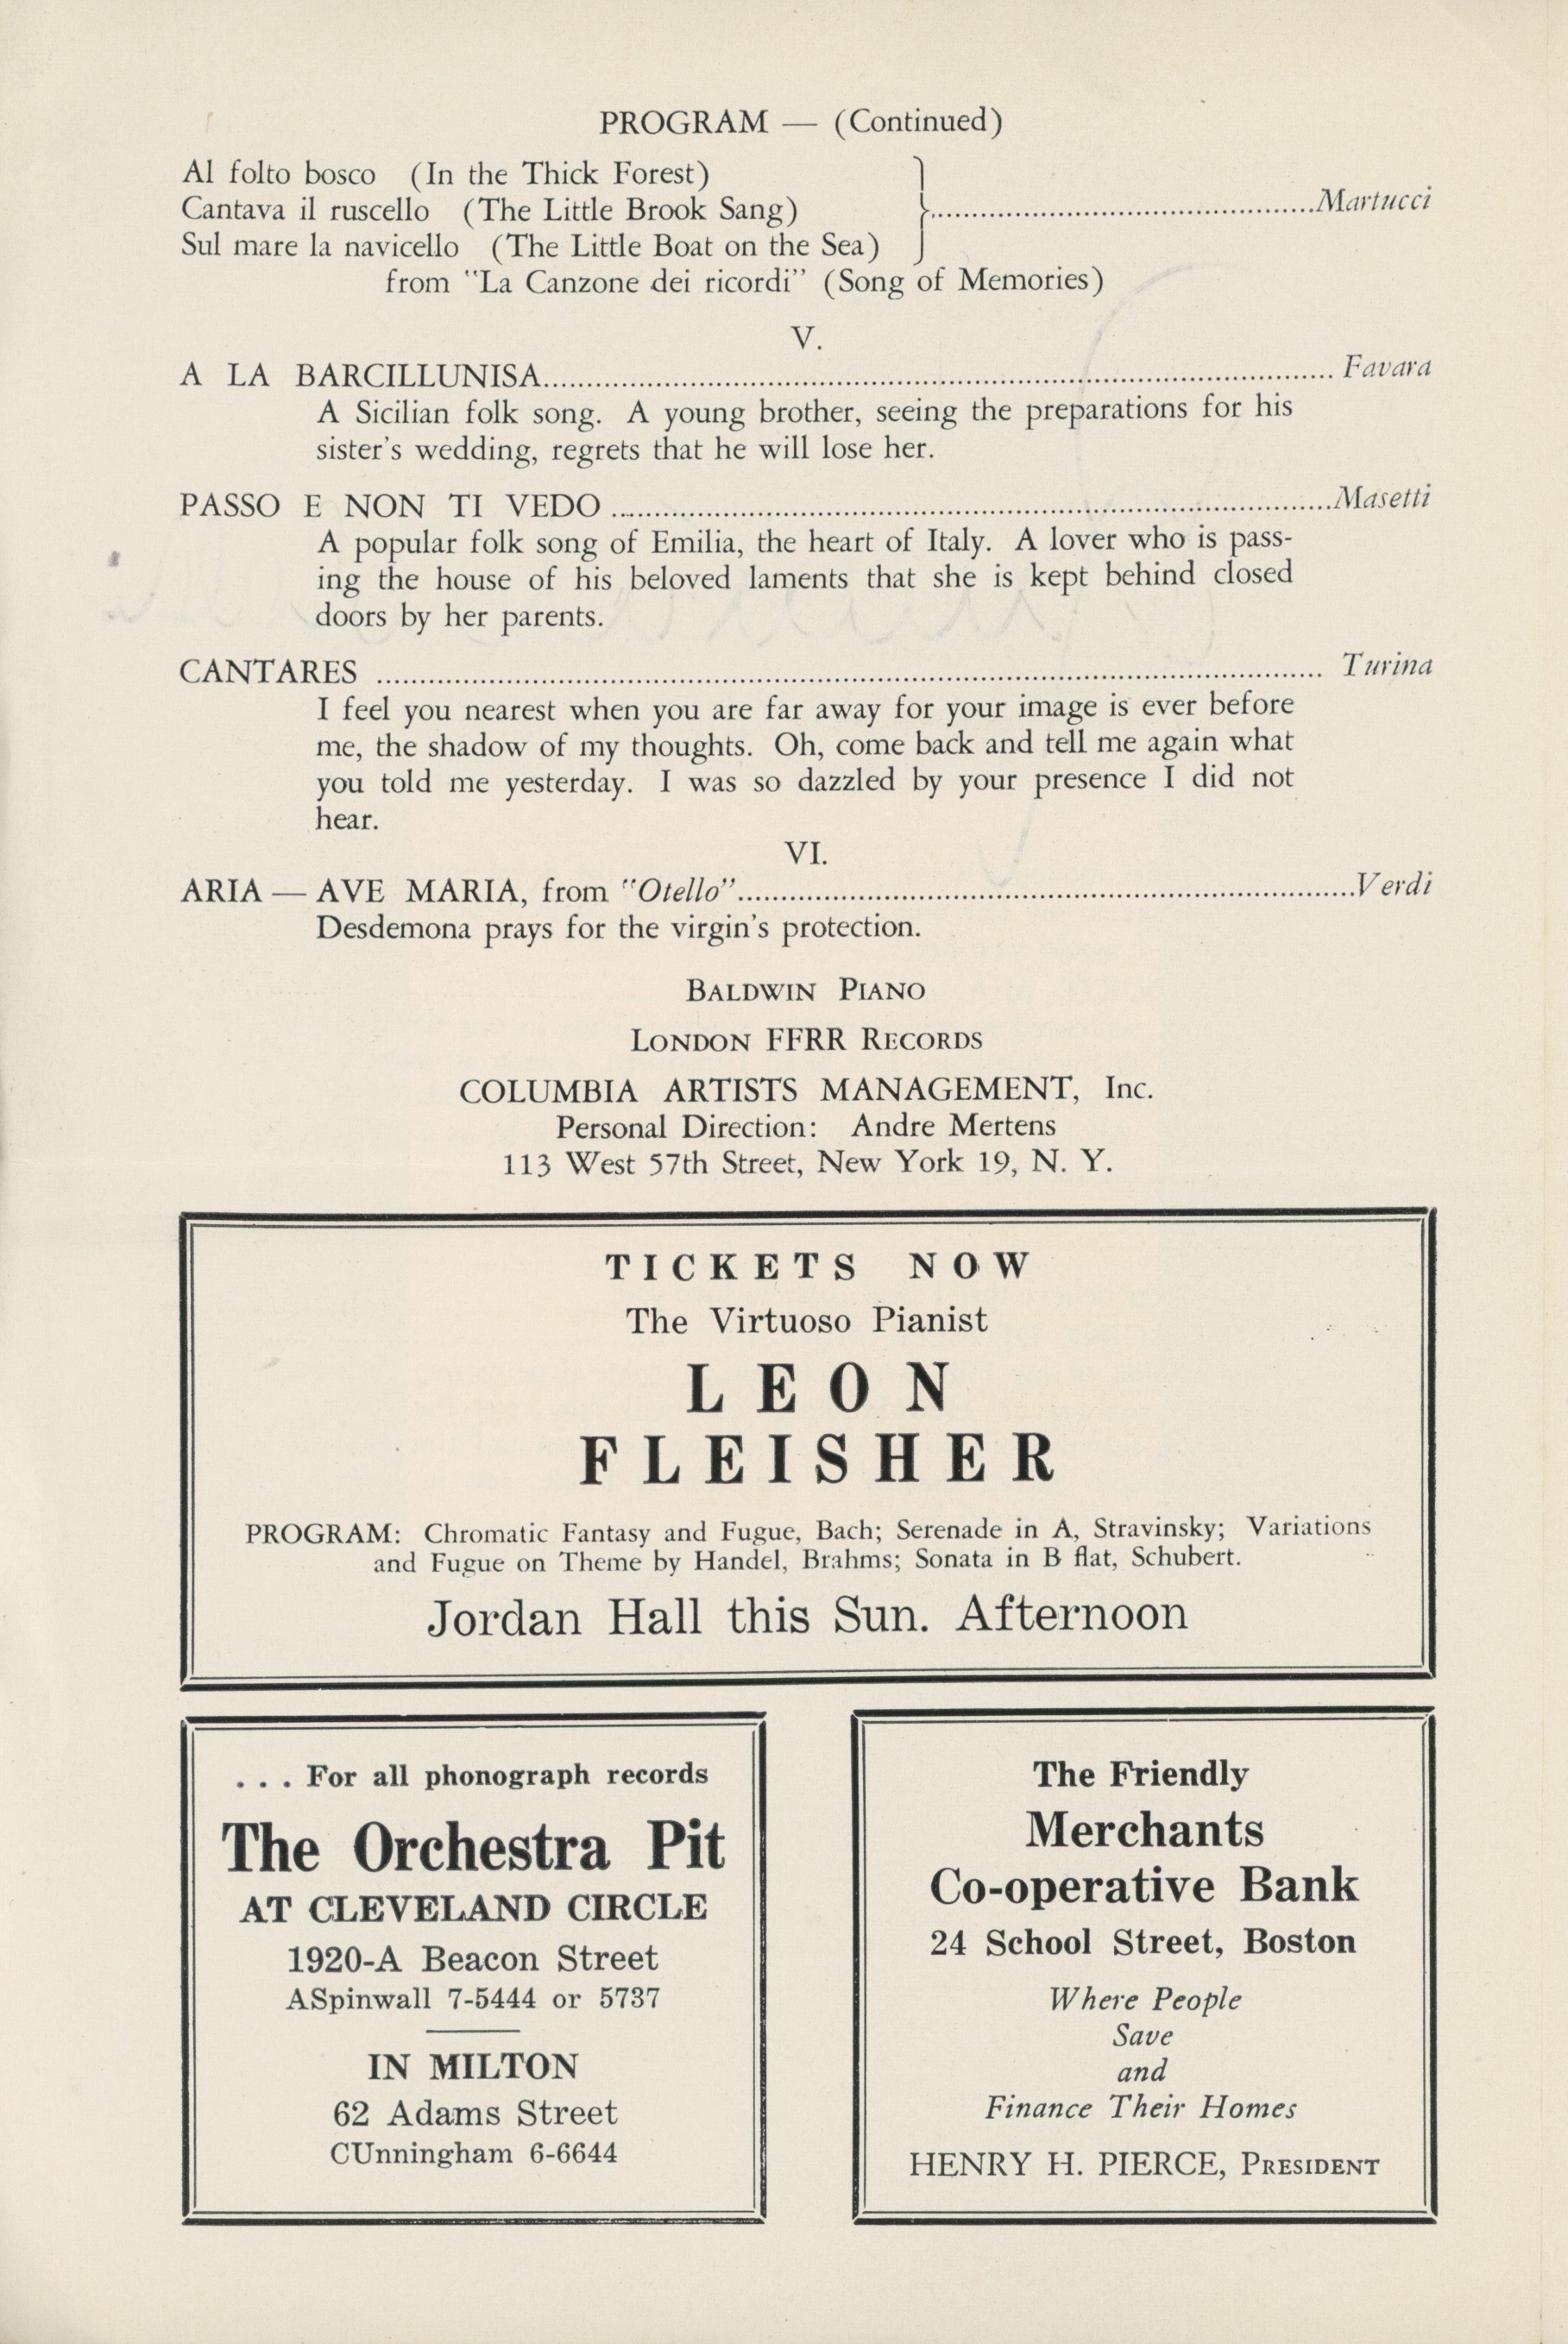 PROGRAM — (Continued)
Al folto bosco (In the Thick Forest)
Cantava il ruscello (The Little Brook Sang)
Sul mare la navicello (The Little Boat on the Sea)
}..........Martucci
from "La Canzone dei ricordi" (Song of Memories)
V.
A LA BARCILLUNISA.......... Favara
A Sicilian folk song. A young brother, seeing the preparations for his
sister's wedding, regrets that he will lose her.
PASSO E NON TI VEDO ..........Masetti
A popular folk song of Emilia, the heart of Italy. A lover who is pass-
ing the house of his beloved laments that she is kept behind closed
doors by her parents.
CANTARES .......... Turina
I feel you nearest when you are far away for your image is ever before
me, the shadow of my thoughts. Oh, come back and tell me again what
you told me yesterday. I was so dazzled by your presence I did not
hear.
VI.
ARIA — AVE MARIA, from "Otello"..........Verdi
Desdemona prays for the virgin's protection.
BALDWIN PIANO
LONDON FFRR RECORDS
COLUMBIA ARTISTS MANAGEMENT, Inc.
Personal Direction: Andre Mertens
113 West 57th Street, New York 19, N. Y.
TICKETS NOW
The Virtuoso Pianist
LEON
FLEISHER
PROGRAM: Chromatic Fantasy and Fugue, Bach; Serenade in A, Stravinsky; Variations
and Fugue on Theme by Handel, Brahms; Sonata in B flat, Schubert.
Jordan Hall this Sun. Afternoon
. . . For all phonograph records
The Orchestra Pit
AT CLEVELAND CIRCLE
1920-A Beacon Street
ASpinwall 7-5444 or 5737
IN MILTON
62 Adams Street
CUnningham 6-6644
The Friendly
Merchants
Co-operative Bank
24 School Street, Boston
Where People
Save
and
Finance Their Homes
HENRY H. PIERCE, PRESIDENT